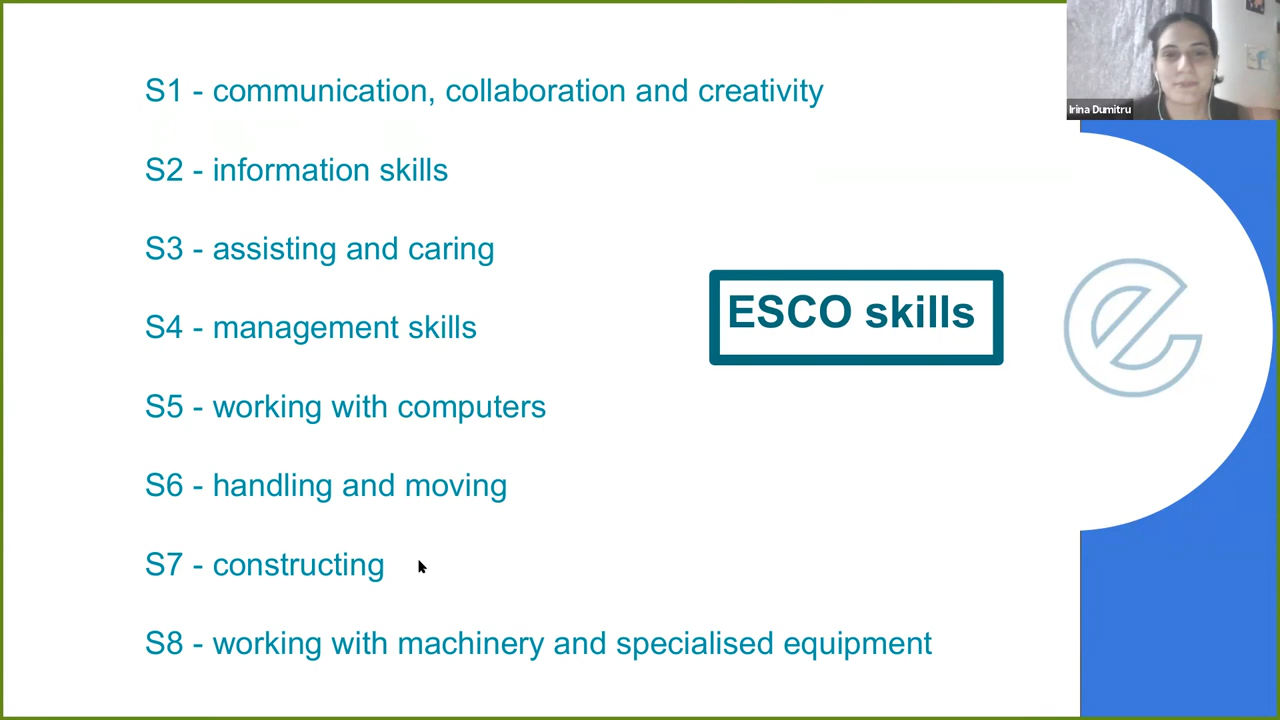 S1 - communication, collaboration and creativity
Irina Dumitru
S2 - information skills
S3 - assisting and caring
ESCO skills
S4 - management skills
S5 - working with computers
S6 - handling and moving
S7 - constructing
S8 - working with machinery and specialised equipment